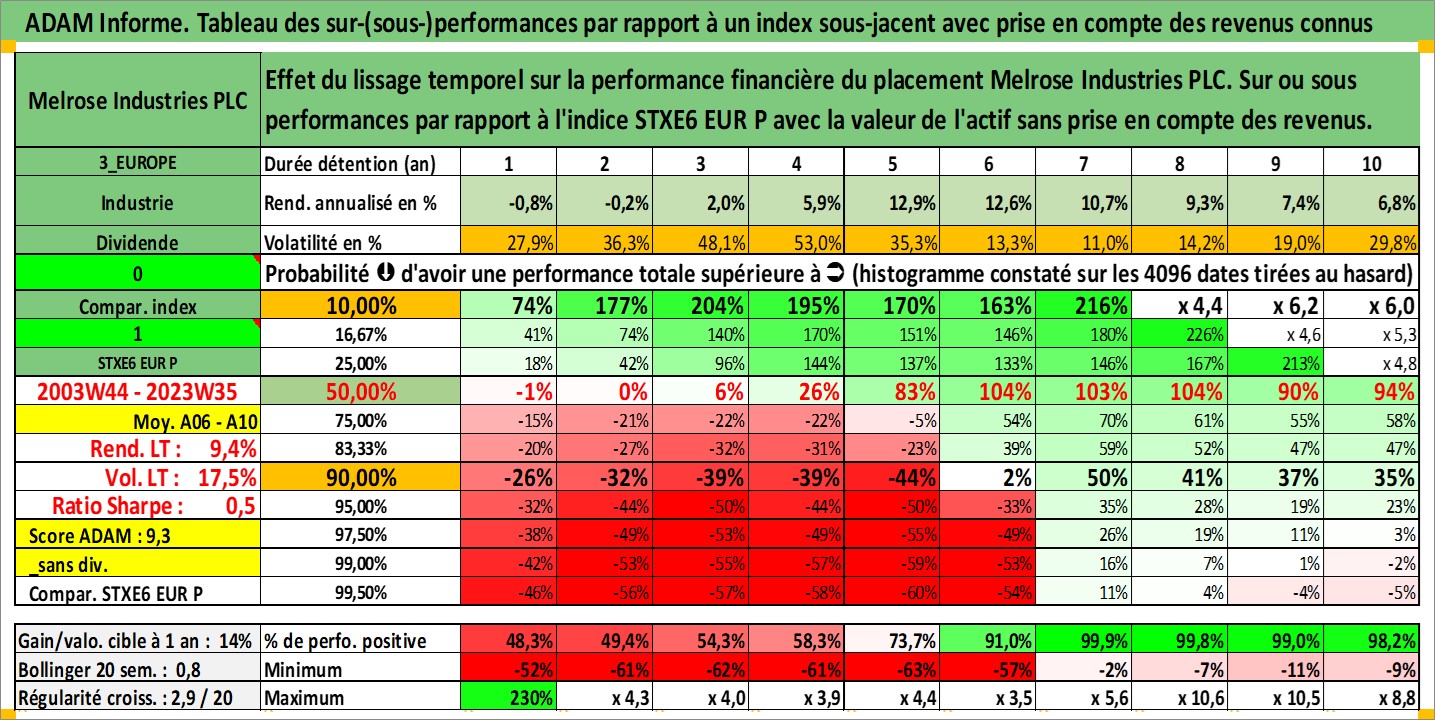 ADAM Informe. Tableau des sur-(sous-)performances par rapport à un index sous-jacent avec prise en compte des revenus connus
Melrose Industries PLC
Effet du lissage temporel sur la performance financière du placement Melrose Industries PLC. Sur ou sous
performances par rapport à l'indice STXE6 EUR P avec la valeur de l'actif sans prise en compte des revenus.
3_EUROPE Durée détention (an) 1 2 3 4 5 6 7 8 9 10
Industrie Rend. annualisé en % -0,8% -0,2% 2,0% 5,9% 12,9% 12,6% 10,7% 9,3% 7,4% 6,8%
Dividende Volatilité en % 27,9% 36,3% 48,1% 53,0% 35,3% 13,3% 11,0% 14,2% 19,0% 29,8%
0 Probabilité d'avoir une performance totale supérieure à (histogramme constaté sur les 4096 dates tirées au hasard)
Compar. index 10,00% 74% 177% 204% 195% 170% 163% 216% x 4,4 x 6,2 x 6,0
1 16,67% 41% 74% 140% 170% 151% 146% 180% 226% x 4,6 x 5,3
STXE6 EUR P 25,00% 18% 42% 96% 144% 137% 133% 146% 167% 213% x 4,8
2003W44 - 2023W35 50,00% -1% 0% 6% 26% 83% 104% 103% 104% 90% 94%
Moy. A06 - A10 75,00% -15% -21% -22% -22% -5% 54% 70% 61% 55% 58%
Rend. LT : 9,4% 83,33% -20% -27% -32% -31% -23% 39% 59% 52% 47% 47%
Vol. LT : 17,5% 90,00% -26% -32% -39% -39% -44% 2% 50% 41% 37% 35%
Ratio Sharpe : 0,5 95,00% -32% -44% -50% -44% -50% -33% 35% 28% 19% 23%
Score ADAM : 9,3 97,50% -38% -49% -53% -49% -55% -49% 26% 19% 11% 3%
_sans div. 99,00% -42% -53% -55% -57% -59% -53% 16% 7% 1% -2%
Compar. STXE6 EUR P 99,50% -46% -56% -57% -58% -60% -54% 11% 4% -4% -5%
Gain/valo. cible à 1 an : 14% % de perfo. positive 48,3% 49,4% 54,3% 58,3% 73,7% 91,0% 99,9% 99,8% 99,0% 98,2%
Bollinger 20 sem. : 0,8 Minimum -52% -61% -62% -61% -63% -57% -2% -7% -11% -9%
Régularité croiss. : 2,9 / 20 Maximum 230% x 4,3 x 4,0 x 3,9 x 4,4 x 3,5 x 5,6 x 10,6 x 10,5 x 8,8